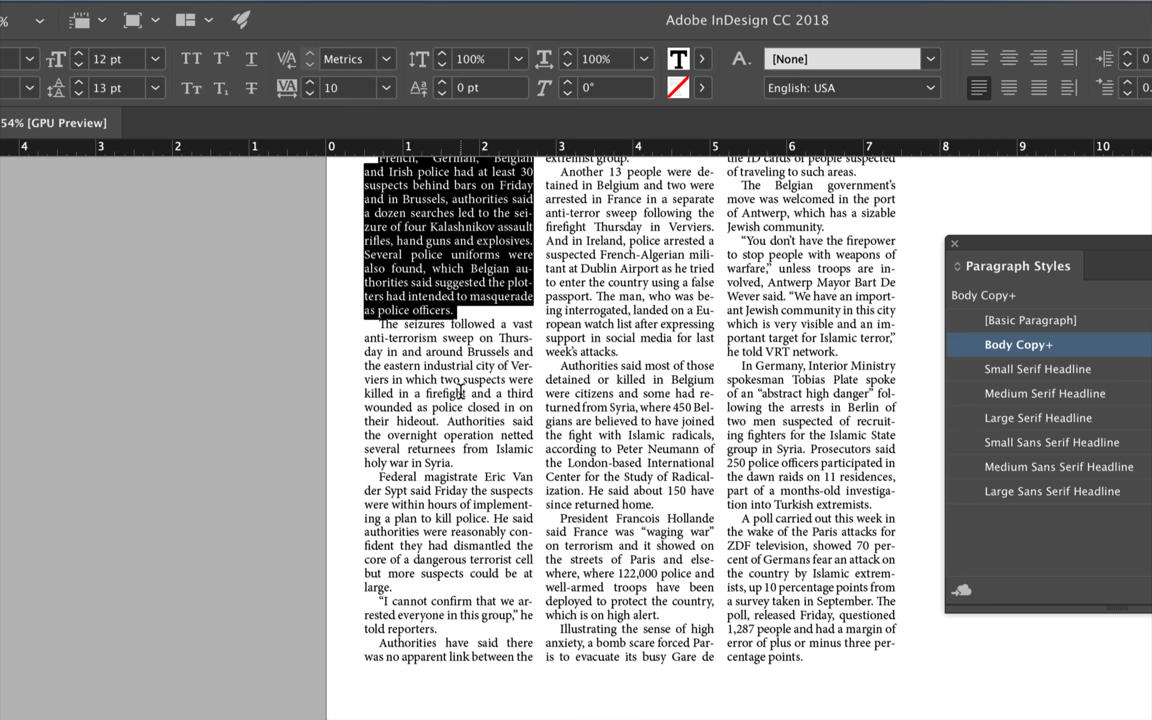 %
Adobe InDesign CC 2018
12 pt
Metrics
100%
100%
[None]
0
13 pt
10
0 pt
0°
English: USA
0.
54% [GPU Preview]
4 3 2 1 0 1 2 3 4 5 6 7 8 9 10
French, German, Belgian
and Irish police had at least 30
suspects behind bars on Friday
and in Brussels, authorities said
a dozen searches led to the sei-
zure of four Kalashnikov assault
rifles, hand guns and explosives.
Several police uniforms were
also found, which Belgian au-
thorities said suggested the plot-
ters had intended to masquerade
as police officers.
The seizures followed a vast
anti-terrorism sweep on Thurs-
day in and around Brussels and
the eastern industrial city of Ver-
viers in which two suspects were
killed in a firefight and a third
wounded as police closed in on
their hideout. Authorities said
the overnight operation netted
several returnees from Islamic
holy war in Syria.
Federal magistrate Eric Van
der Sypt said Friday the suspects
were within hours of implement-
ing a plan to kill police. He said
authorities were reasonably con-
fident they had dismantled the
core of a dangerous terrorist cell
but more suspects could be at
large.
“I cannot confirm that we ar-
rested everyone in this group,” he
told reporters.
Authorities have said there
was no apparent link between the
extremist group.
Another 13 people were de-
tained in Belgium and two were
arrested in France in a separate
anti-terror sweep following the
firefight Thursday in Verviers.
And in Ireland, police arrested a
suspected French-Algerian mili-
tant at Dublin Airport as he tried
to enter the country using a false
passport. The man, who was be-
ing interrogated, landed on a Eu-
ropean watch list after expressing
support in social media for last
week’s attacks.
Authorities said most of those
detained or killed in Belgium
were citizens and some had re-
turned from Syria, where 450 Bel-
gians are believed to have joined
the fight with Islamic radicals,
according to Peter Neumann of
the London-based International
Center for the Study of Radical-
ization. He said about 150 have
since returned home.
President Francois Hollande
said France was “waging war”
on terrorism and it showed on
the streets of Paris and else-
where, where 122,000 police and
well-armed troops have been
deployed to protect the country,
which is on high alert.
Illustrating the sense of high
anxiety, a bomb scare forced Par-
is to evacuate its busy Gare de
the ID cards of people suspected
of traveling to such areas.
The Belgian government’s
move was welcomed in the port
of Antwerp, which has a sizable
Jewish community.
“You don’t have the firepower
to stop people with weapons of
warfare,” unless troops are in-
volved, Antwerp Mayor Bart De
Wever said. “We have an import-
ant Jewish community in this city
which is very visible and an im-
portant target for Islamic terror,”
he told VRT network.
In Germany, Interior Ministry
spokesman Tobias Plate spoke
of an “abstract high danger” fol-
lowing the arrests in Berlin of
two men suspected of recruit-
ing fighters for the Islamic State
group in Syria. Prosecutors said
250 police officers participated in
the dawn raids on 11 residences,
part of a months-old investiga-
tion into Turkish extremists.
A poll carried out this week in
the wake of the Paris attacks for
ZDF television, showed 70 per-
cent of Germans fear an attack on
the country by Islamic extrem-
ists, up 10 percentage points from
a survey taken in September. The
poll, released Friday, questioned
1,287 people and had a margin of
error of plus or minus three per-
centage points.
Paragraph Styles
Body Copy+
[Basic Paragraph]
Body Copy+
Small Serif Headline
Medium Serif Headline
Large Serif Headline
Small Sans Serif Headline
Medium Sans Serif Headline
Large Sans Serif Headline